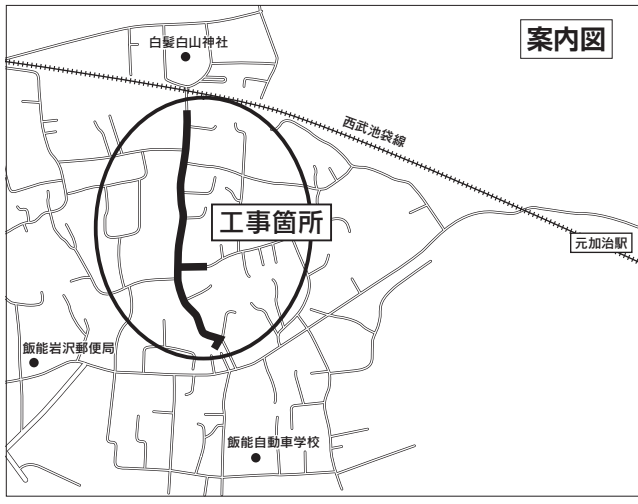 案内図
白髪白山神社
西武池袋線
工事箇所
元加治駅
飯能岩沢郵便局
飯能自動車学校